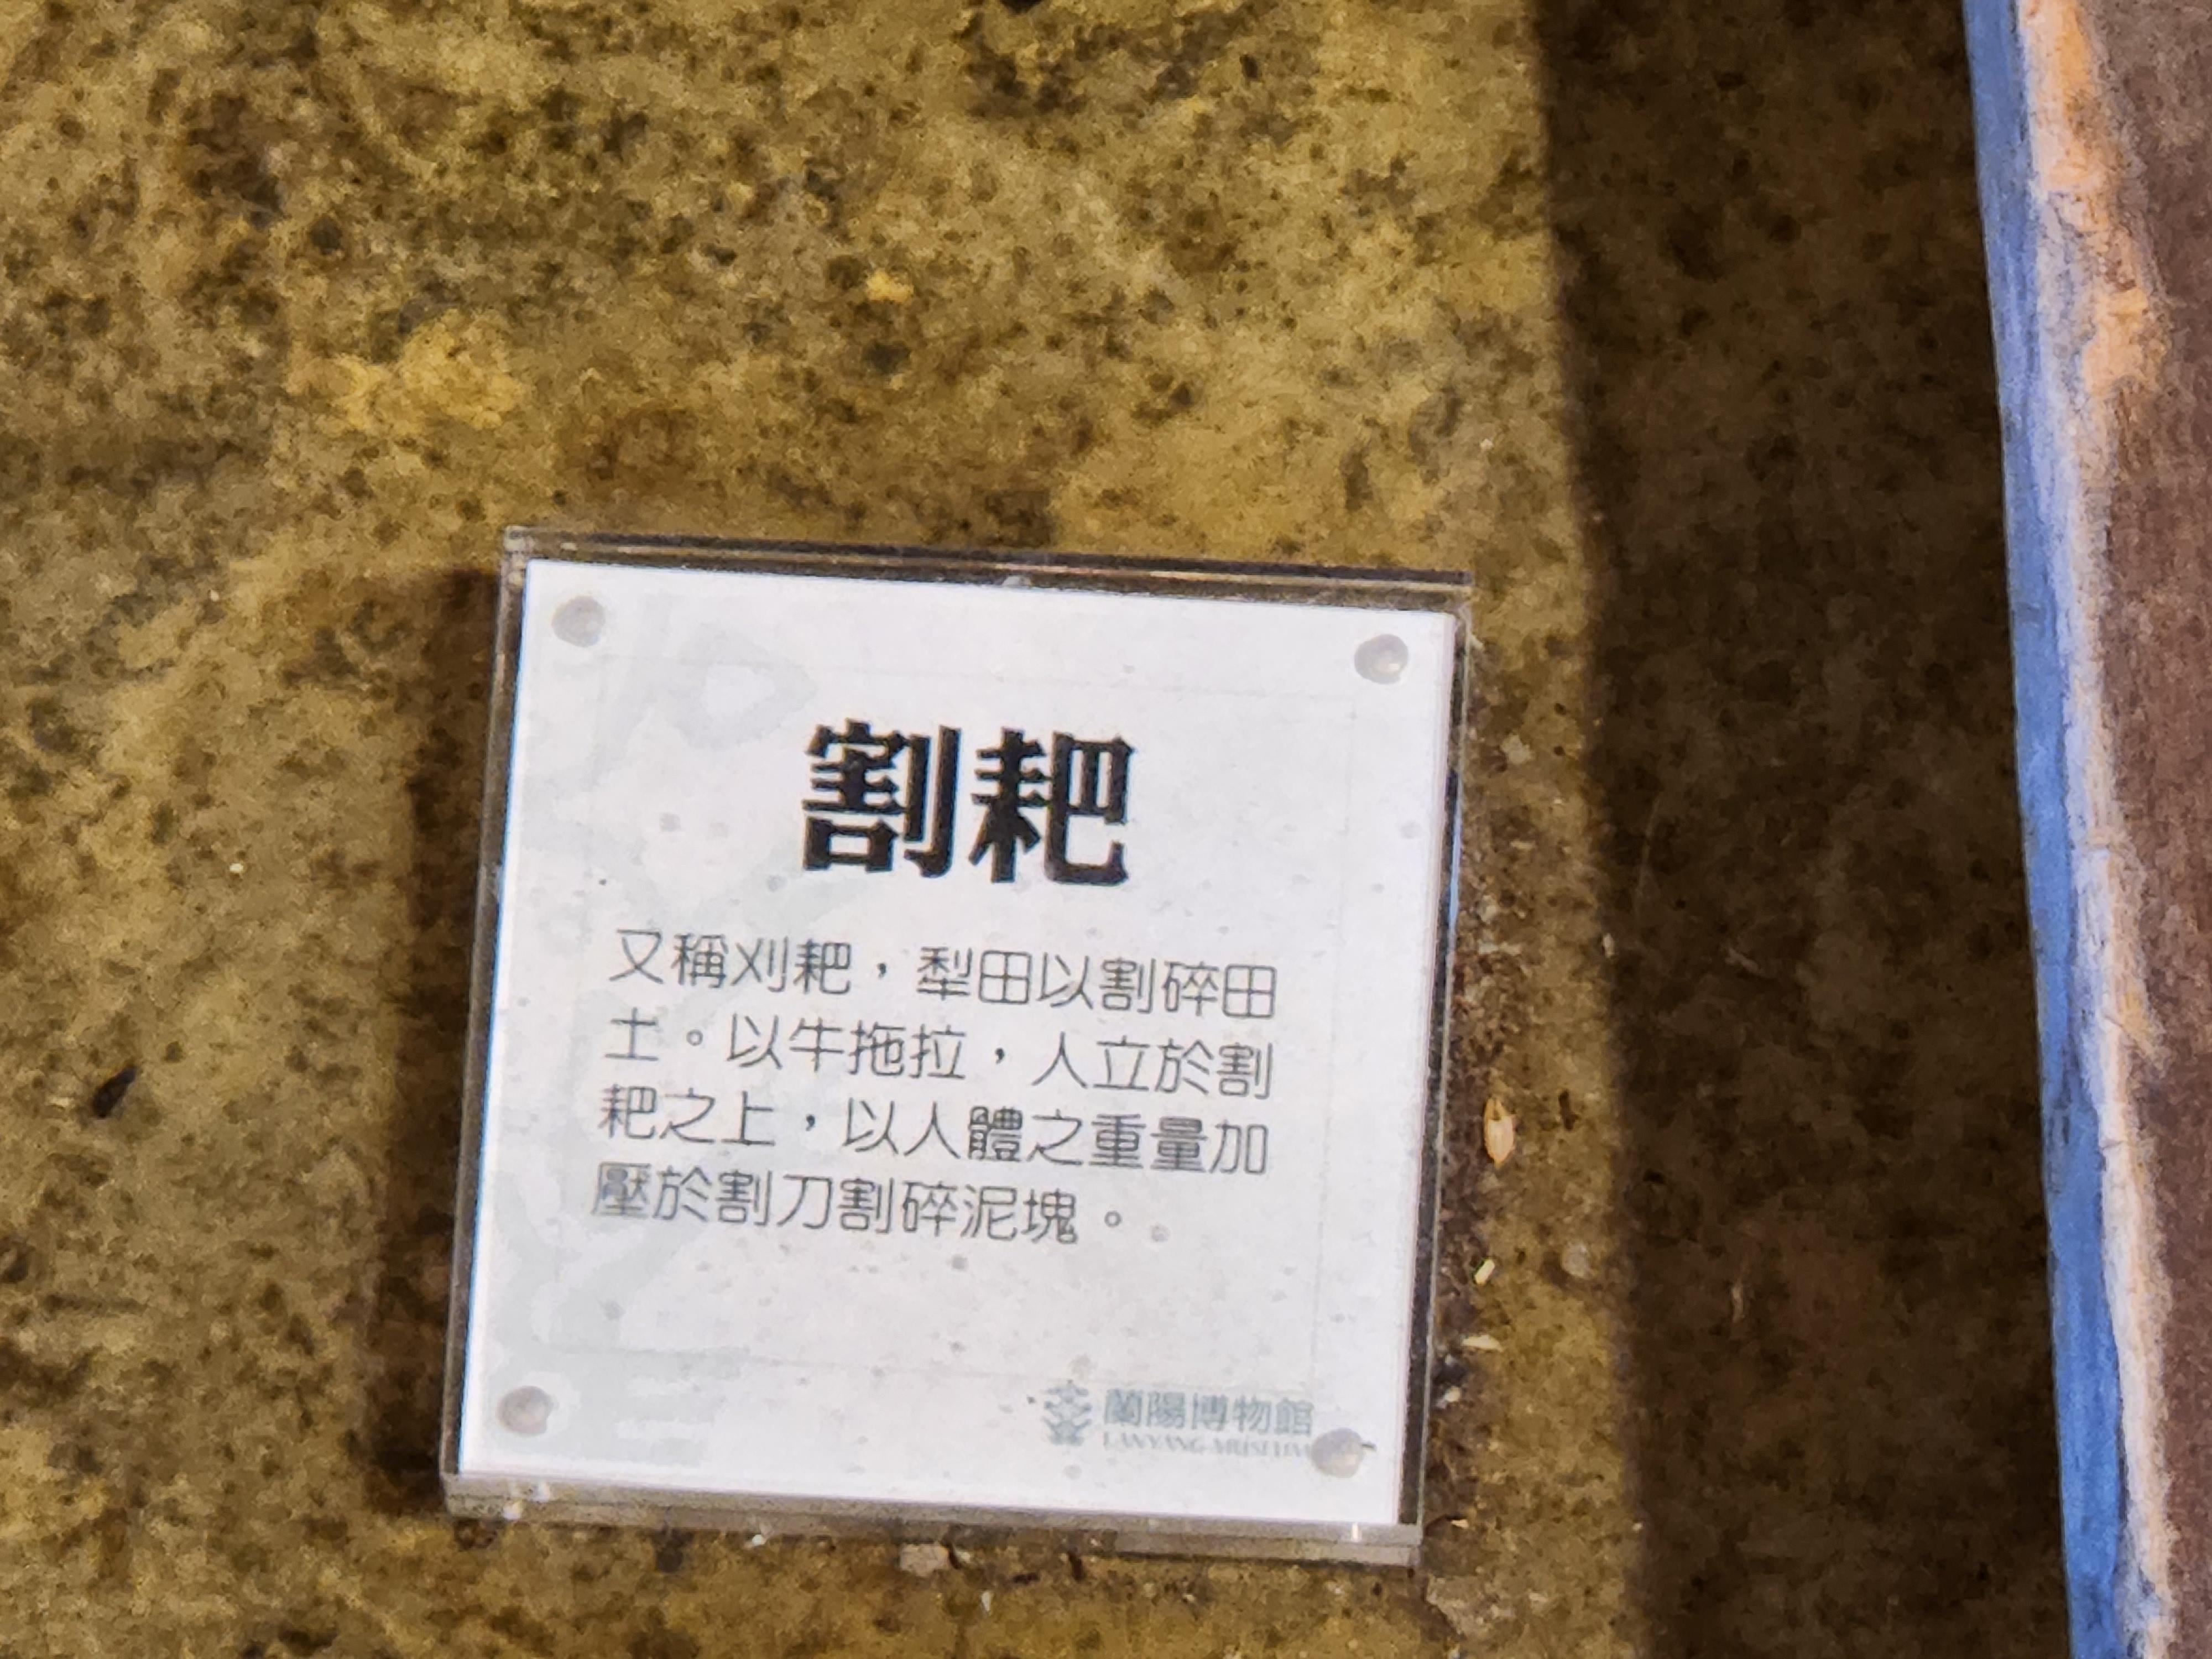 割耙
又稱刈耙，犁田以割碎田
土。以牛拖拉，人立於割
耙之上，以人體之重量加
壓於割刀割碎泥塊。
蘭陽博物館
LANYANG MUSEUM